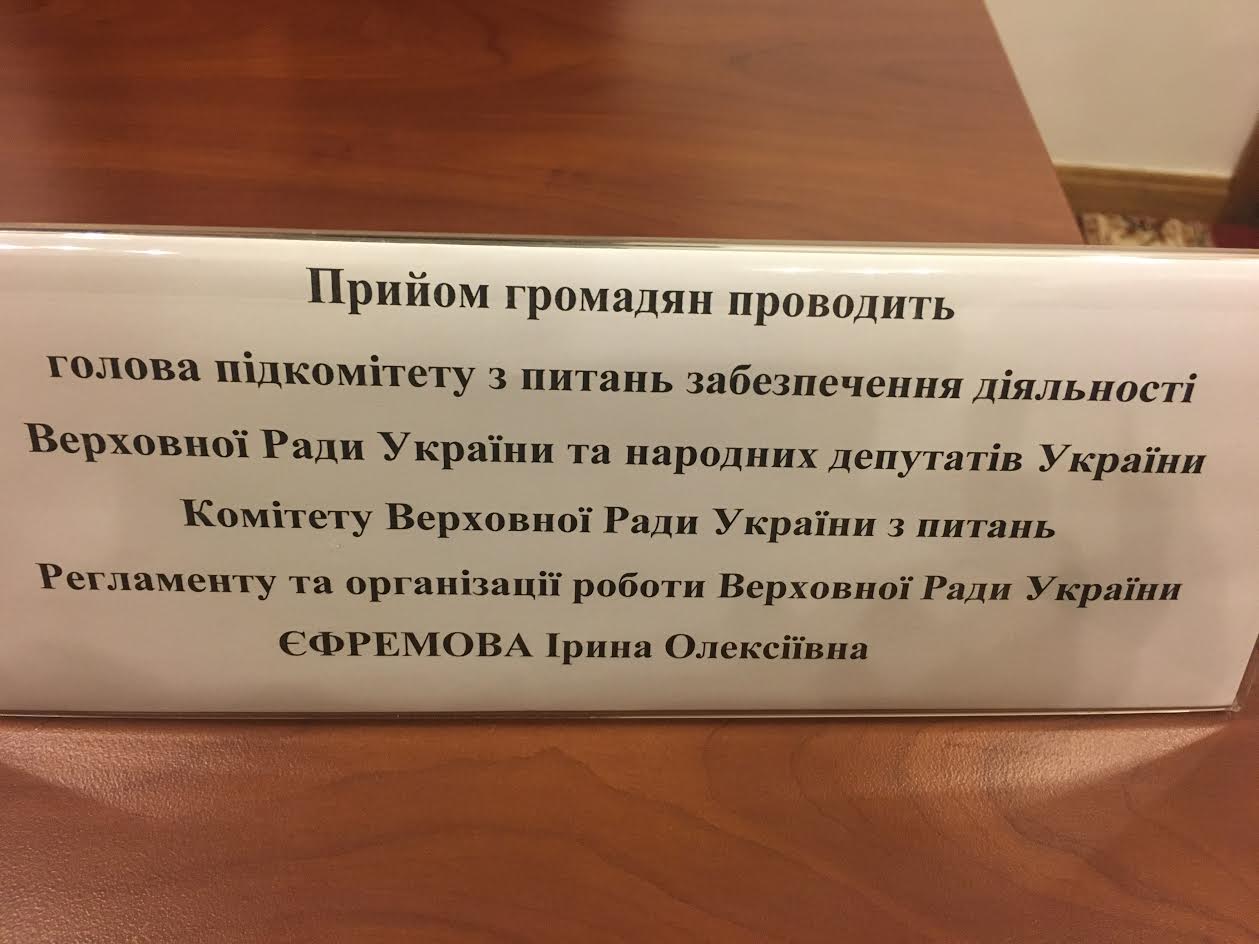 Прийом громадян проводить
голова підкомітету з питань забезпечення діяльності
Верховної Ради України та народних депутатів України
Комітету Верховної Ради України з питань
Регламенту та організації роботи Верховної Ради України
ЄФРЕМОВА Ірина Олексіївна